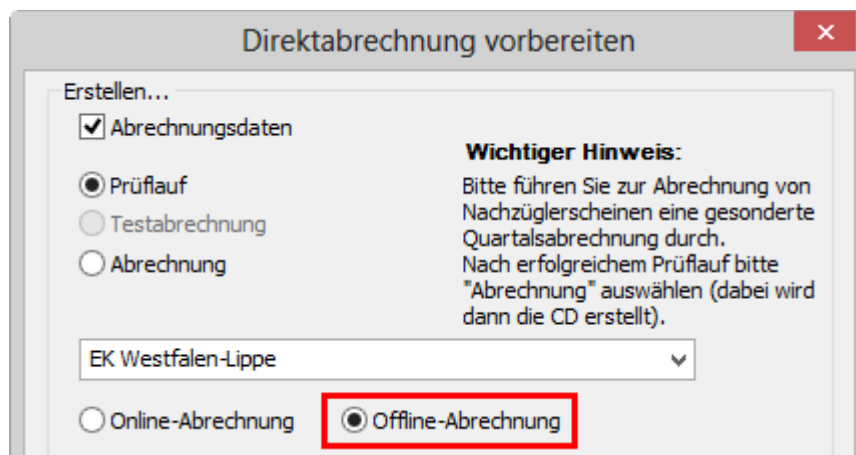 Direktabrechnung vorbereiten
Erstellen...
Abrechnungsdaten
Prüflauf
Testabrechnung
Abrechnung
Wichtiger Hinweis:
Bitte führen Sie zur Abrechnung von
Nachzüglerscheinen eine gesonderte
Quartalsabrechnung durch.
Nach erfolgreichem Prüflauf bitte
"Abrechnung" auswählen (dabei wird
dann die CD erstellt).
EK Westfalen-Lippe
Online-Abrechnung
Offline-Abrechnung